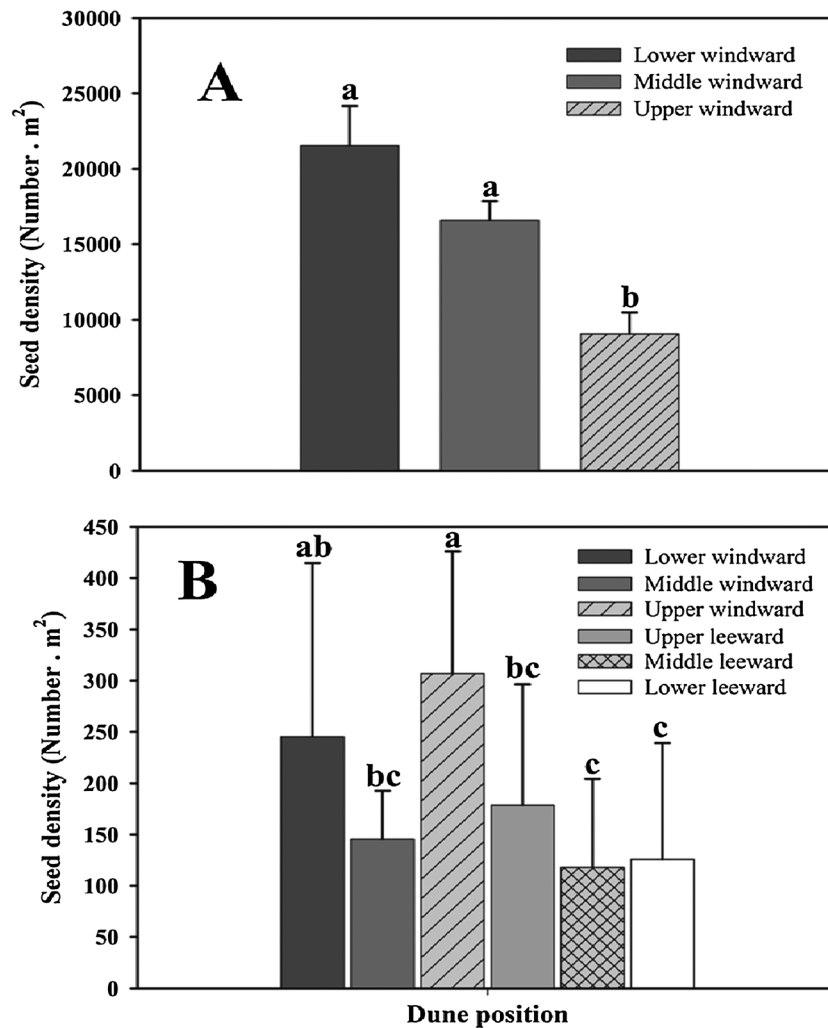 30000
25000
20000
15000
10000
5000
0
Seed density (Number . m²)
A
a
a
b
Lower windward
Middle windward
Upper windward
450
400
350
300
250
200
150
100
50
0
Seed density (Number . m²)
B
ab
bc
a
bc
c
c
Lower windward
Middle windward
Upper windward
Upper leeward
Middle leeward
Lower leeward
Dune position